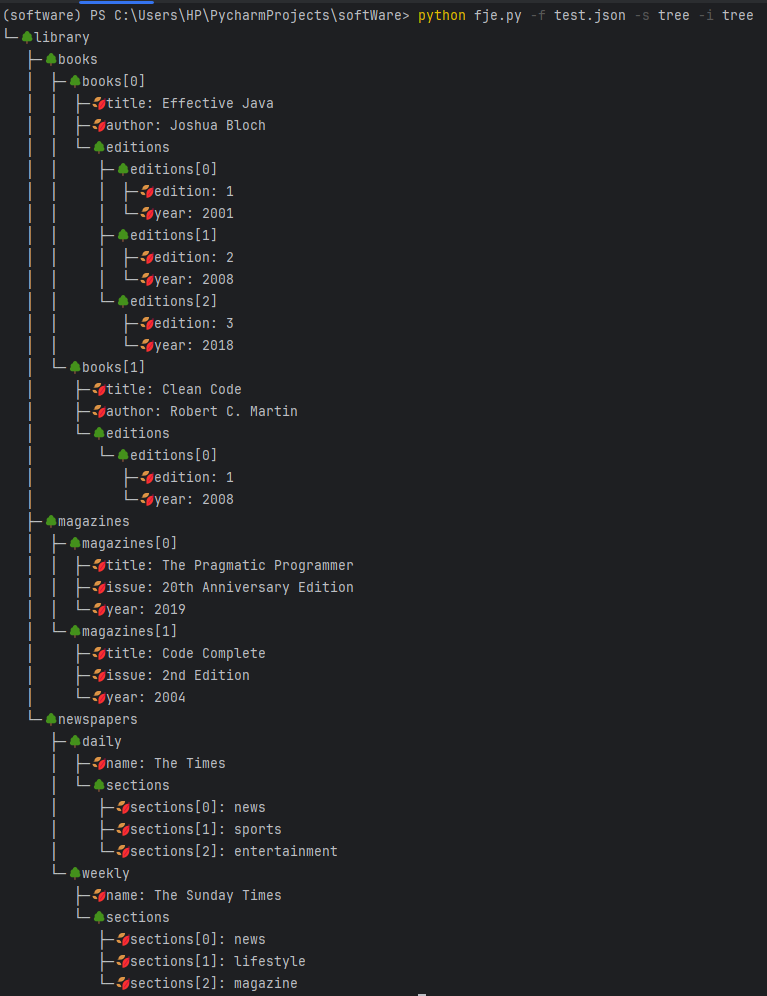 (software) PS C:\Users\HP\PycharmProjects\softWare> python fje.py -f test.json -s tree -i tree
└─🌳library
   ├─🌳books
   │  ├─🌳books[0]
   │  │  ├─🍂title: Effective Java
   │  │  ├─🍂author: Joshua Bloch
   │  │  └─🌳editions
   │  │     ├─🌳editions[0]
   │  │     │  ├─🍂edition: 1
   │  │     │  └─🍂year: 2001
   │  │     ├─🌳editions[1]
   │  │     │  ├─🍂edition: 2
   │  │     │  └─🍂year: 2008
   │  │     └─🌳editions[2]
   │  │        ├─🍂edition: 3
   │  │        └─🍂year: 2018
   │  └─🌳books[1]
   │     ├─🍂title: Clean Code
   │     ├─🍂author: Robert C. Martin
   │     └─🌳editions
   │        └─🌳editions[0]
   │           ├─🍂edition: 1
   │           └─🍂year: 2008
   ├─🌳magazines
   │  ├─🌳magazines[0]
   │  │  ├─🍂title: The Pragmatic Programmer
   │  │  ├─🍂issue: 20th Anniversary Edition
   │  │  └─🍂year: 2019
   │  └─🌳magazines[1]
   │     ├─🍂title: Code Complete
   │     ├─🍂issue: 2nd Edition
   │     └─🍂year: 2004
   └─🌳newspapers
      ├─🌳daily
      │  ├─🍂name: The Times
      │  └─🌳sections
      │     ├─🍂sections[0]: news
      │     ├─🍂sections[1]: sports
      │     └─🍂sections[2]: entertainment
      └─🌳weekly
         ├─🍂name: The Sunday Times
         └─🌳sections
            ├─🍂sections[0]: news
            ├─🍂sections[1]: lifestyle
            └─🍂sections[2]: magazine